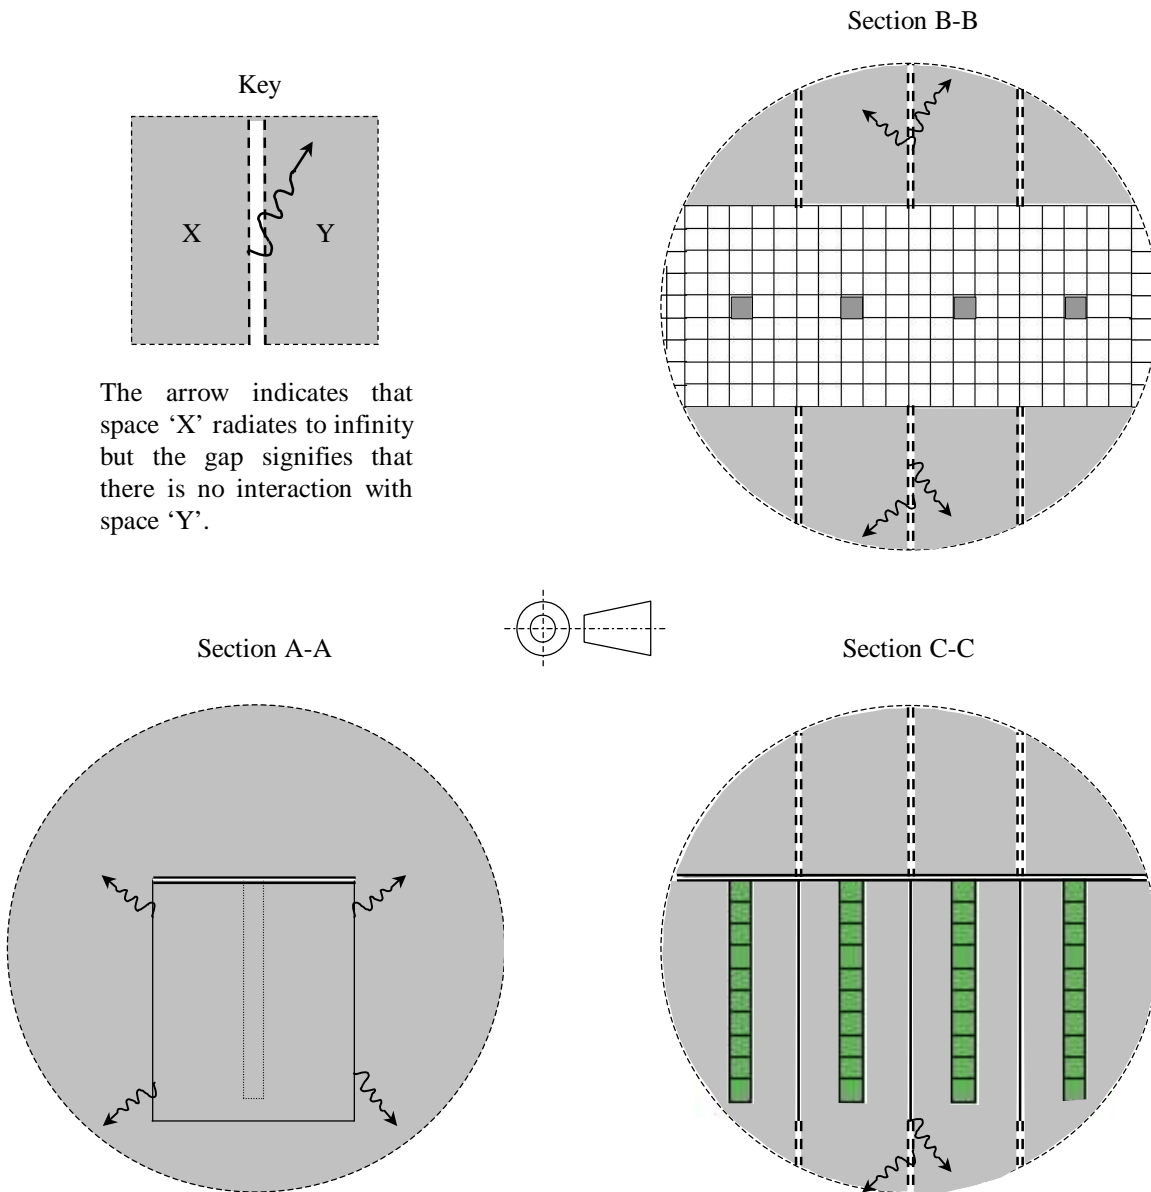 Section B-B
Key
X
Y
The arrow indicates that
space ‘X’ radiates to infinity
but the gap signifies that
there is no interaction with
space ‘Y’.
Section A-A
Section C-C